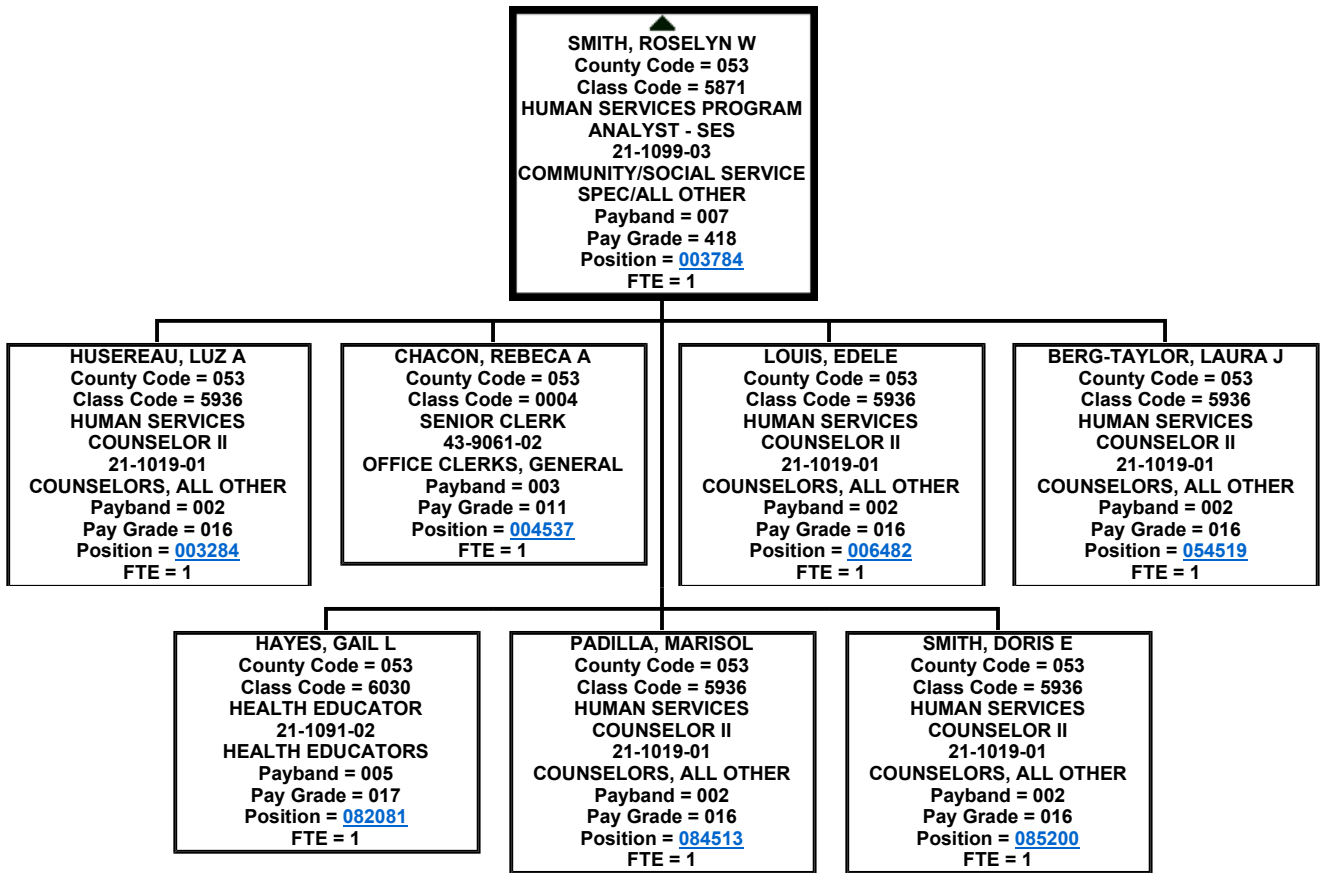 SMITH, ROSELYN W
County Code = 053
Class Code = 5871
HUMAN SERVICES PROGRAM
ANALYST - SES
21-1099-03
COMMUNITY/SOCIAL SERVICE
SPEC/ALL OTHER
Payband = 007
Pay Grade = 418
Position = 003784
FTE = 1
HUSEREAU, LUZ A
County Code = 053
Class Code = 5936
HUMAN SERVICES
COUNSELOR II
21-1019-01
COUNSELORS, ALL OTHER
Payband = 002
Pay Grade = 016
Position = 003284
FTE = 1
CHACON, REBECA A
County Code = 053
Class Code = 0004
SENIOR CLERK
43-9061-02
OFFICE CLERKS, GENERAL
Payband = 003
Pay Grade = 011
Position = 004537
FTE = 1
LOUIS, EDELE
County Code = 053
Class Code = 5936
HUMAN SERVICES
COUNSELOR II
21-1019-01
COUNSELORS, ALL OTHER
Payband = 002
Pay Grade = 016
Position = 006482
FTE = 1
BERG-TAYLOR, LAURA J
County Code = 053
Class Code = 5936
HUMAN SERVICES
COUNSELOR II
21-1019-01
COUNSELORS, ALL OTHER
Payband = 002
Pay Grade = 016
Position = 054519
FTE = 1
HAYES, GAIL L
County Code = 053
Class Code = 6030
HEALTH EDUCATOR
21-1091-02
HEALTH EDUCATORS
Payband = 005
Pay Grade = 017
Position = 082081
FTE = 1
PADILLA, MARISOL
County Code = 053
Class Code = 5936
HUMAN SERVICES
COUNSELOR II
21-1019-01
COUNSELORS, ALL OTHER
Payband = 002
Pay Grade = 016
Position = 084513
FTE = 1
SMITH, DORIS E
County Code = 053
Class Code = 5936
HUMAN SERVICES
COUNSELOR II
21-1019-01
COUNSELORS, ALL OTHER
Payband = 002
Pay Grade = 016
Position = 085200
FTE = 1